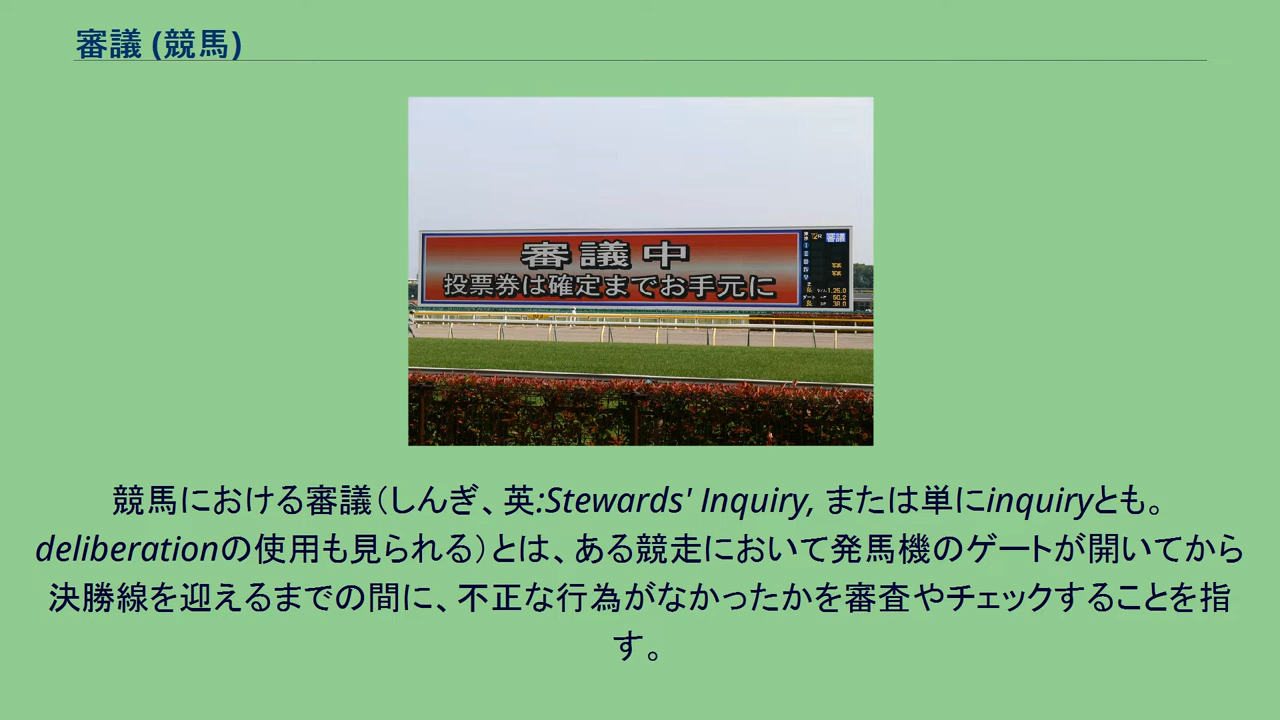 審議 (競馬)
審議中
投票券は確定までお手元に
審議
競馬における審議（しんぎ、英:Stewards' Inquiry, または単にinquiryとも。
deliberationの使用も見られる）とは、ある競走において発馬機のゲートが開いてから
決勝線を迎えるまでの間に、不正な行為がなかったかを審査やチェックすることを指
す。